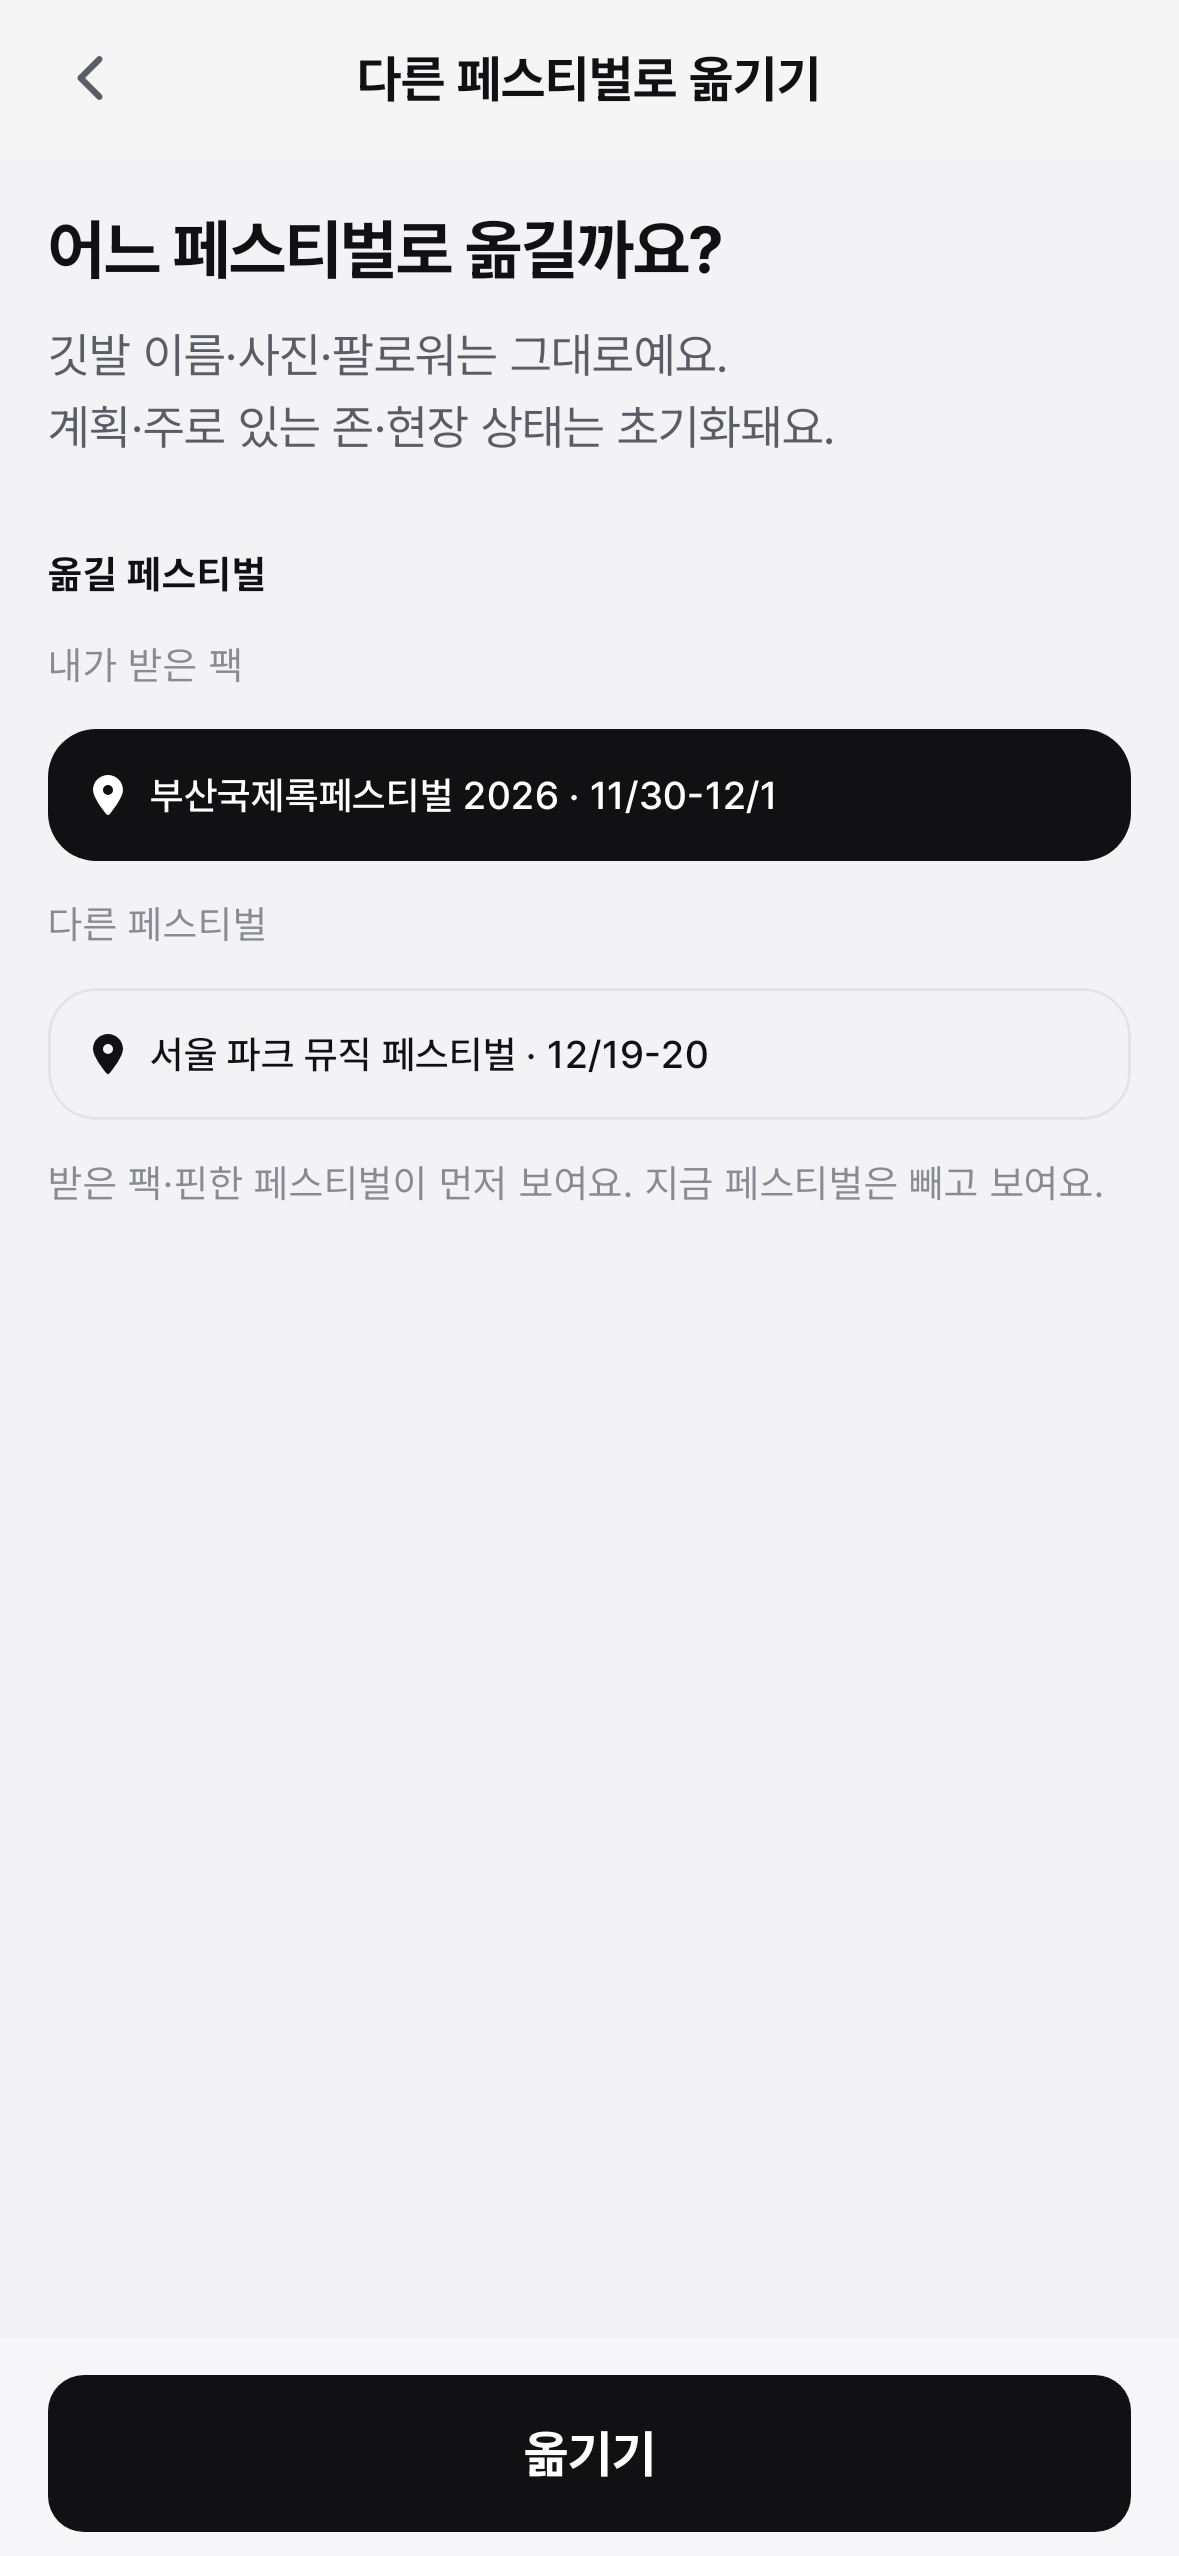 다른 페스티벌로 옮기기
어느 페스티벌로 옮길까요?
깃발 이름·사진·팔로워는 그대로예요.
계획·주로 있는 존·현장 상태는 초기화돼요.
옮길 페스티벌
내가 받은 팩
부산국제록페스티벌 2026 · 11/30-12/1
다른 페스티벌
서울 파크 뮤직 페스티벌 · 12/19-20
받은 팩·핀한 페스티벌이 먼저 보여요. 지금 페스티벌은 빼고 보여요.
옮기기